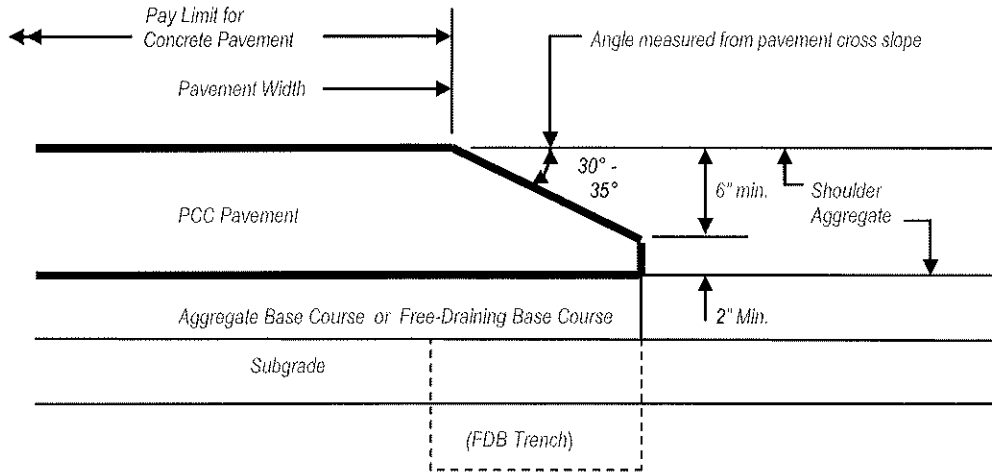 Pay Limit for
Concrete Pavement
Angle measured from pavement cross slope
Pavement Width
30° -
35°
6" min.
Shoulder
Aggregate
PCC Pavement
Aggregate Base Course or Free-Draining Base Course
2" Min.
Subgrade
(FDB Trench)